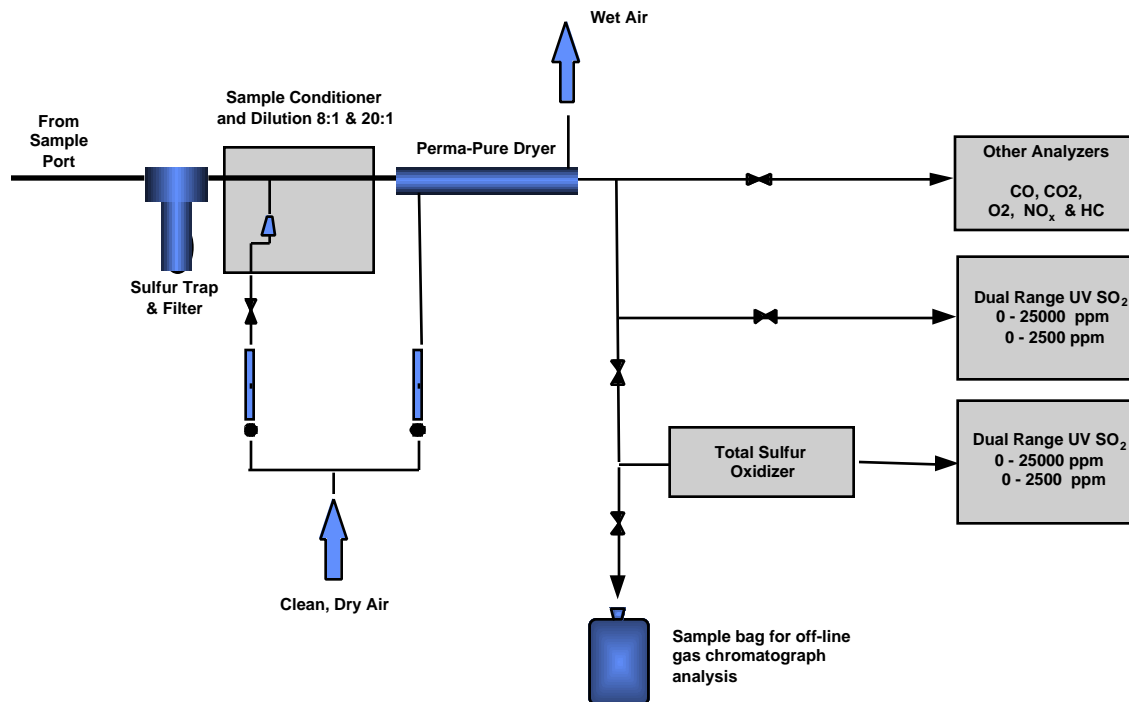 Wet Air
Sample Conditioner
and Dilution 8:1 & 20:1
From
Sample
Port
Perma-Pure Dryer
Other Analyzers
CO, CO2,
O2, NOx & HC
Sulfur Trap
& Filter
Dual Range UV SO2
0 - 25000 ppm
0 - 2500 ppm
Total Sulfur
Oxidizer
Dual Range UV SO2
0 - 25000 ppm
0 - 2500 ppm
Clean, Dry Air
Sample bag for off-line
gas chromatograph
analysis